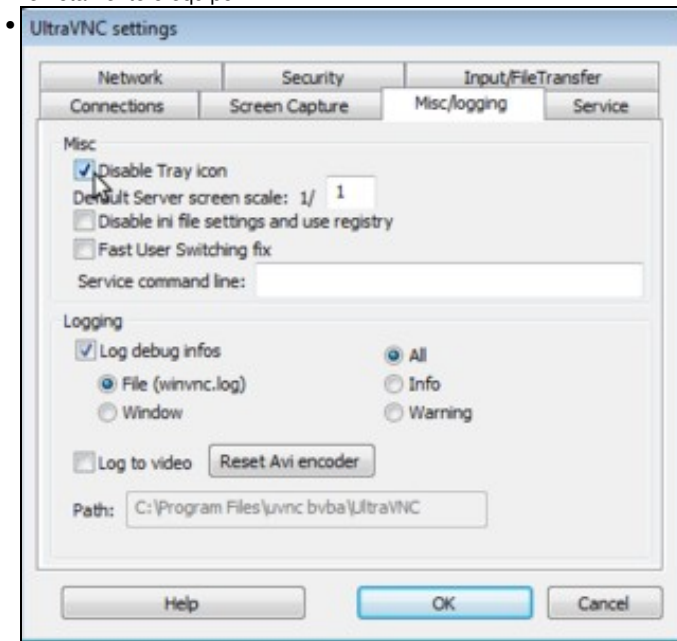 UltraVNC settings
Network Security Input/FileTransfer
Connections Screen Capture Misc/logging Service
Misc
Disable Tray icon
Default Server screen scale: 1/ 1
Disable ini file settings and use registry
Fast User Switching fix
Service command line:
Logging
Log debug infos All
File (winvnc.log) Info
Window Warning
Log to video Reset Avi encoder
Path: C:\Program Files\uvnc bvba\UltraVNC
Help OK Cancel